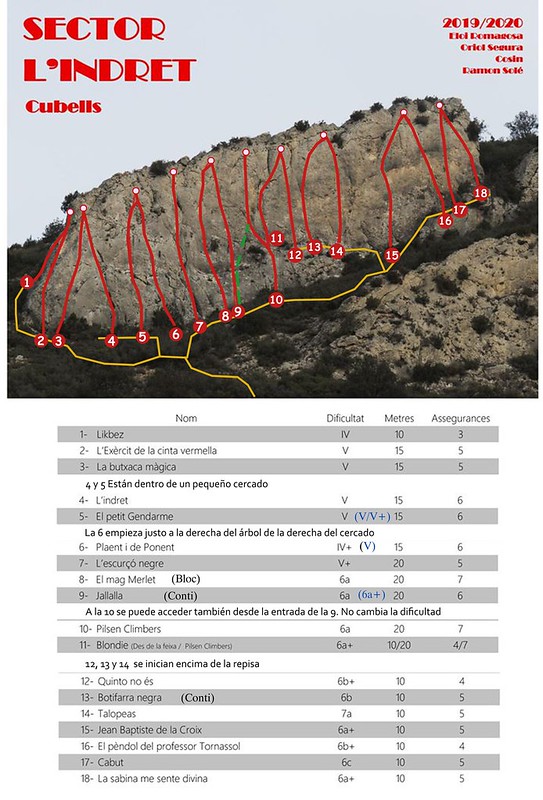 SECTOR
L'INDRET
Cubells
2019/2020
Eloi Romagosa
Oriol Segura
Cosin
Ramon Solé
1
2
3
4
5
6
7
8
9
10
11
12
13
14
15
16
17
18
Nom Dificultat Metres Assegurances
1- Likbez IV 10 3
2- L'Exèrcit de la cinta vermella V 15 5
3- La butxaca màgica V 15 5
4 y 5 Están dentro de un pequeño cercado
4- L'indret V 15 6
5- El petit Gendarme V (V/V+) 15 6
La 6 empieza justo a la derecha del árbol de la derecha del cercado
6- Plaent i de Ponent IV+ (V) 15 6
7- L'escurçó negre V+ 20 5
8- El mag Merlet (Bloc) 6a 20 7
9- Jallalla (Conti) 6a (6a+) 20 6
A la 10 se puede acceder también desde la entrada de la 9. No cambia la dificultad
10- Pilsen Climbers 6a 20 7
11- Blondie (Des de la feixa / Pilsen Climbers) 6a+ 10/20 4/7
12, 13 y 14 se inician encima de la repisa
12- Quinto no és 6b+ 10 4
13- Botifarra negra (Conti) 6b 10 5
14- Talopeas 7a 10 5
15- Jean Baptiste de la Croix 6a+ 10 5
16- El pèndol del professor Tornassol 6b+ 10 4
17- Cabut 6c 10 5
18- La sabina me sente divina 6a+ 10 5